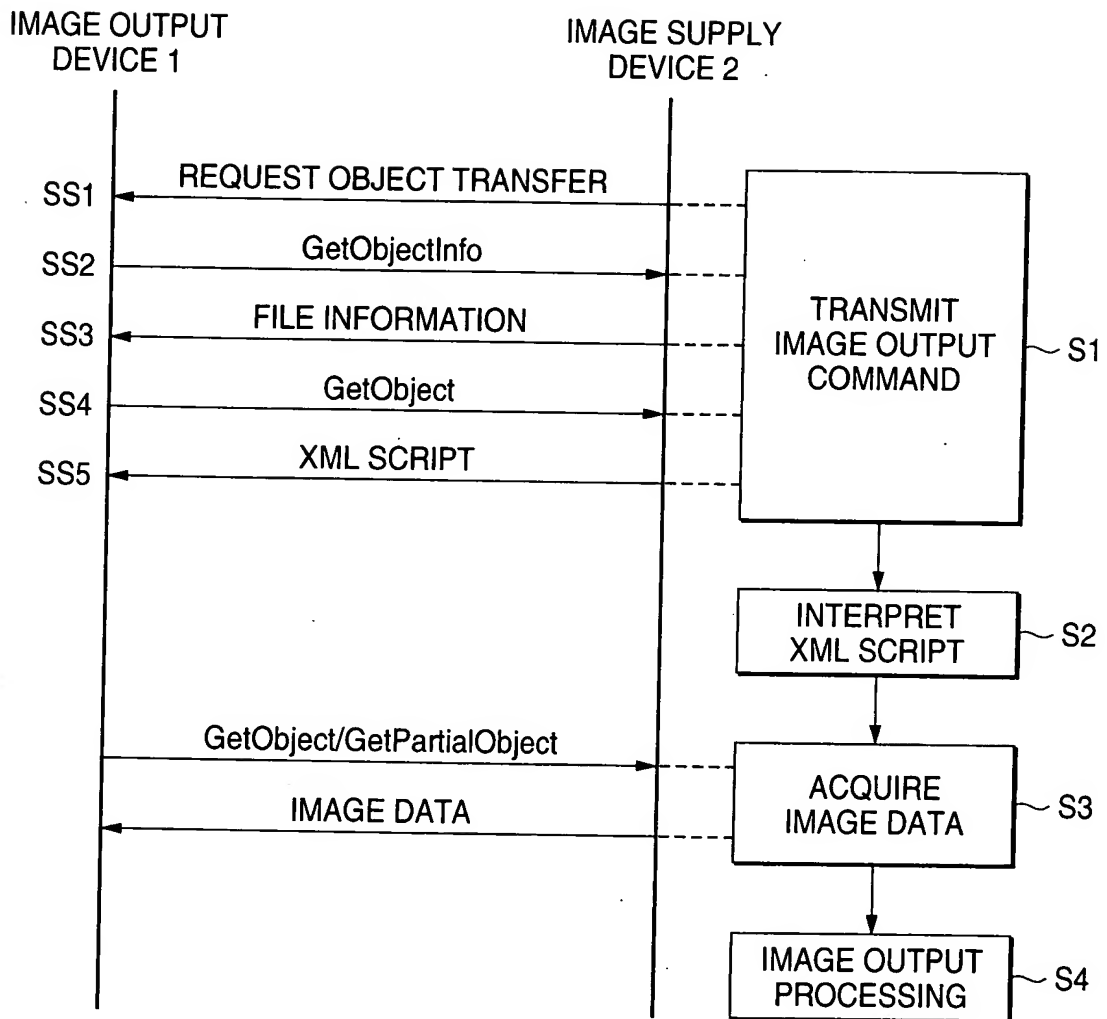 IMAGE OUTPUT
DEVICE 1
IMAGE SUPPLY
DEVICE 2
SS1
REQUEST OBJECT TRANSFER
SS2
GetObjectInfo
SS3
FILE INFORMATION
SS4
GetObject
SS5
XML SCRIPT
TRANSMIT
IMAGE OUTPUT
COMMAND
S1
INTERPRET
XML SCRIPT
S2
GetObject/GetPartialObject
IMAGE DATA
ACQUIRE
IMAGE DATA
S3
IMAGE OUTPUT
PROCESSING
S4